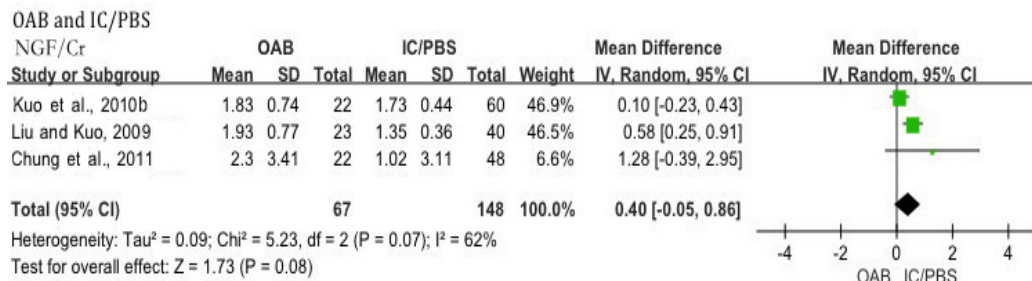 OAB and IC/PBS
NGF/Cr OAB IC/PBS Mean Difference Mean Difference
Study or Subgroup Mean SD Total Mean SD Total Weight IV, Random, 95% CI IV, Random, 95% CI
Kuo et al., 2010b 1.83 0.74 22 1.73 0.44 60 46.9% 0.10 [-0.23, 0.43]
Liu and Kuo, 2009 1.93 0.77 23 1.35 0.36 40 46.5% 0.58 [0.25, 0.91]
Chung et al., 2011 2.3 3.41 22 1.02 3.11 48 6.6% 1.28 [-0.39, 2.95]
Total (95% CI) 67 148 100.0% 0.40 [-0.05, 0.86]
Heterogeneity: Tau² = 0.09; Chi² = 5.23, df = 2 (P = 0.07); I² = 62%
Test for overall effect: Z = 1.73 (P = 0.08)
-4 -2 0 2 4
OAB IC/PBS